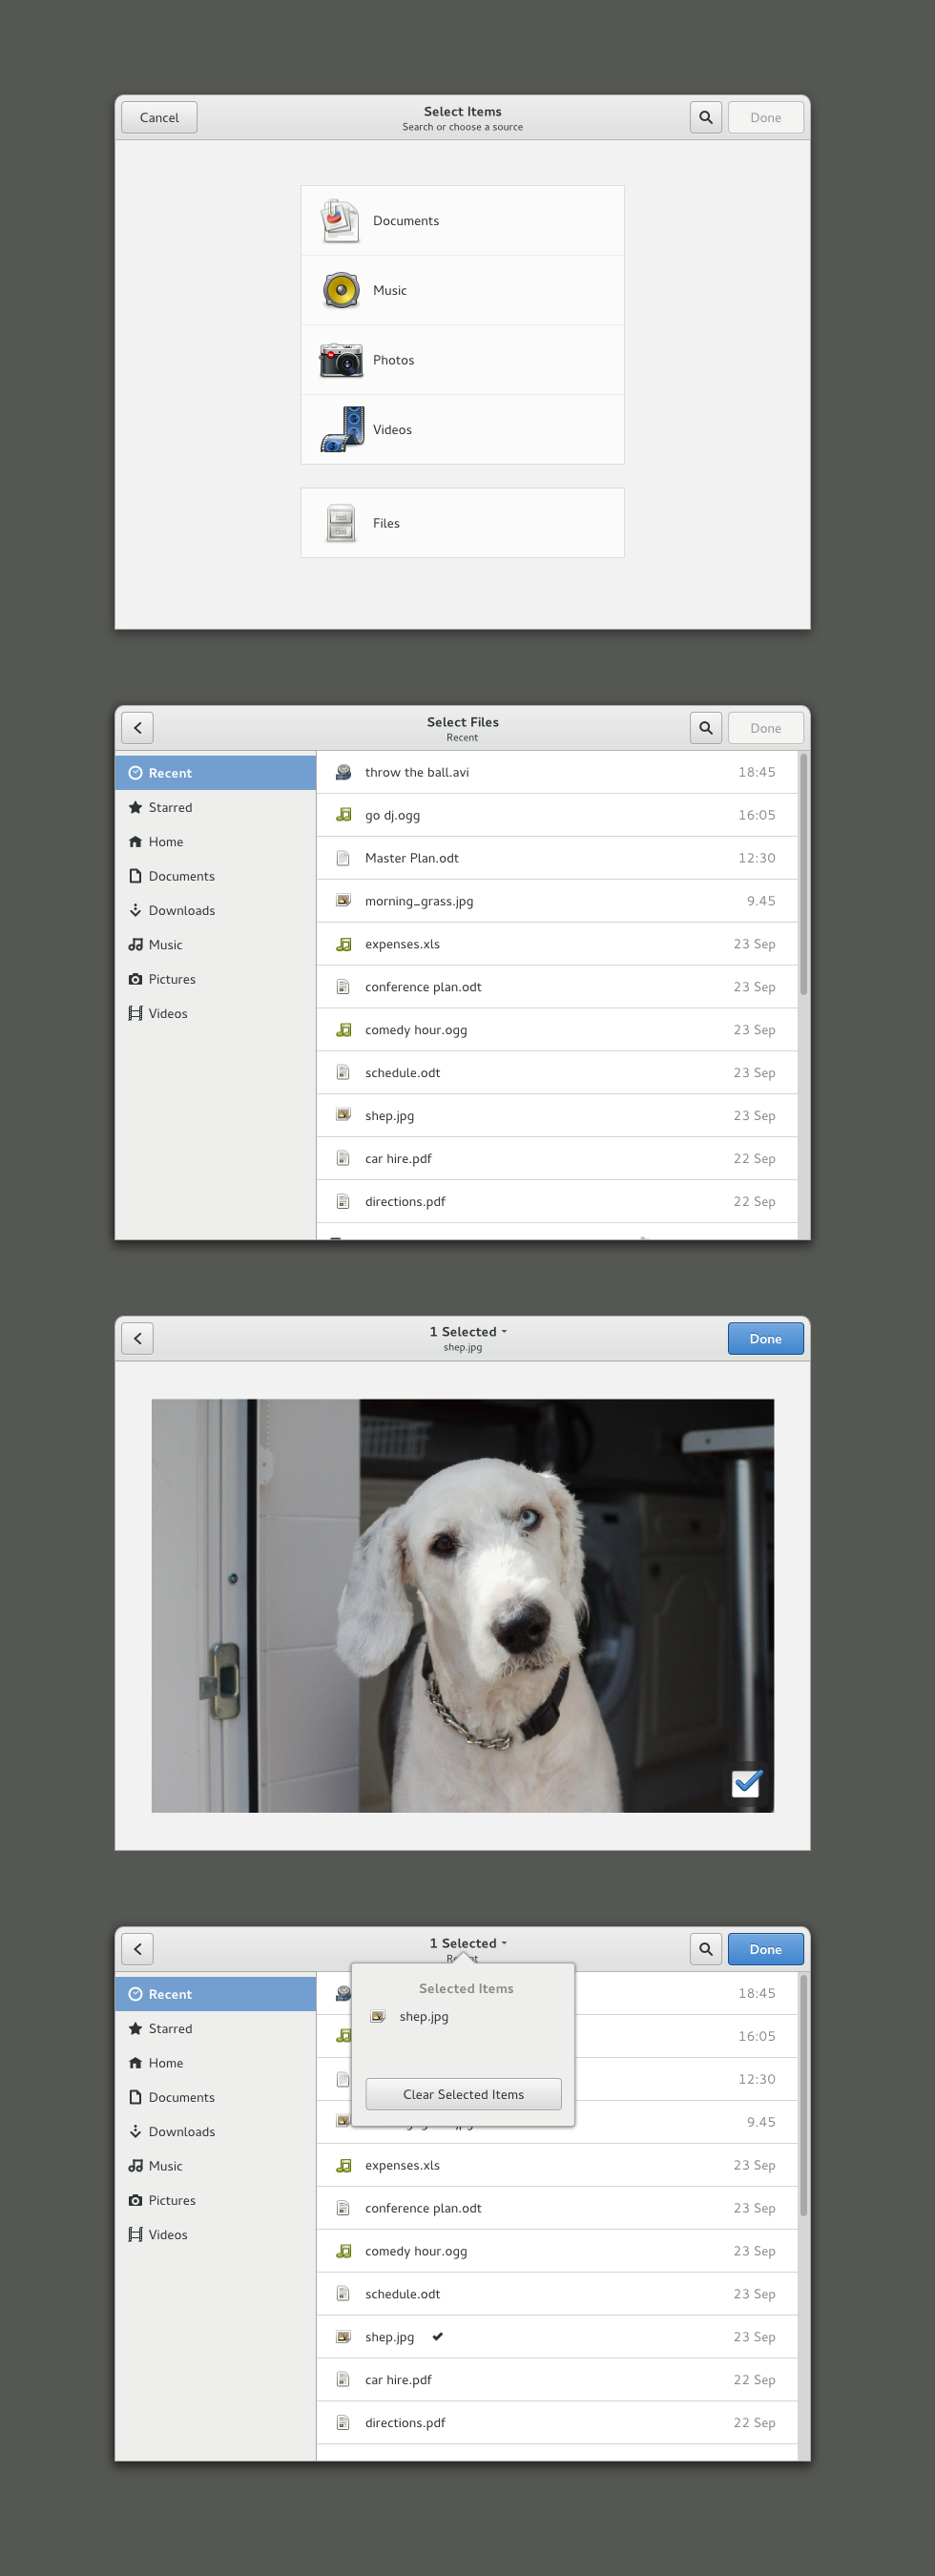 Cancel
Select Items
Search or choose a source
Done
Documents
Music
Photos
Videos
Files
Select Files
Recent
Done
Recent
Starred
Home
Documents
Downloads
Music
Pictures
Videos
throw the ball.avi 18:45
go dj.ogg 16:05
Master Plan.odt 12:30
morning_grass.jpg 9.45
expenses.xls 23 Sep
conference plan.odt 23 Sep
comedy hour.ogg 23 Sep
schedule.odt 23 Sep
shep.jpg 23 Sep
car hire.pdf 22 Sep
directions.pdf 22 Sep
1 Selected
shep.jpg
Done
1 Selected
Done
Recent
Starred
Home
Documents
Downloads
Music
Pictures
Videos
Selected Items
shep.jpg
Clear Selected Items
18:45
16:05
12:30
9.45
expenses.xls 23 Sep
conference plan.odt 23 Sep
comedy hour.ogg 23 Sep
schedule.odt 23 Sep
shep.jpg 23 Sep
car hire.pdf 22 Sep
directions.pdf 22 Sep